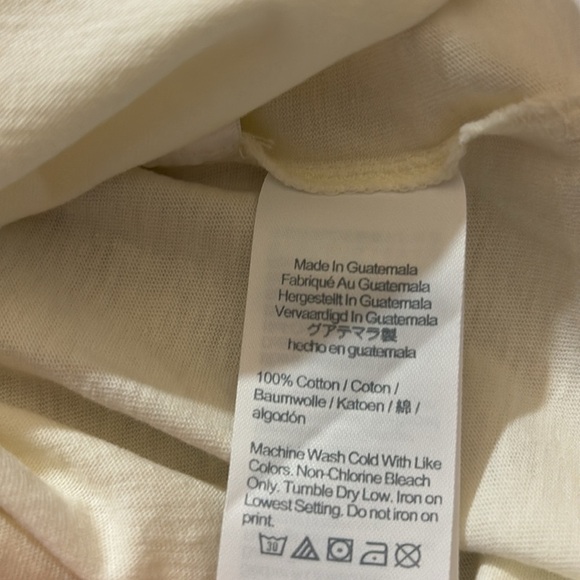 Made In Guatemala
Fabriqué Au Guatemala
Hergestellt In Guatemala
Vervaardigd In Guatemala
グアテマラ製
hecho en guatemala
100% Cotton / Coton /
Baumwolle / Katoen / 綿 /
algodón
Machine Wash Cold With Like
Colors. Non-Chlorine Bleach
Only. Tumble Dry Low. Iron on
Lowest Setting. Do not iron on
print.
30